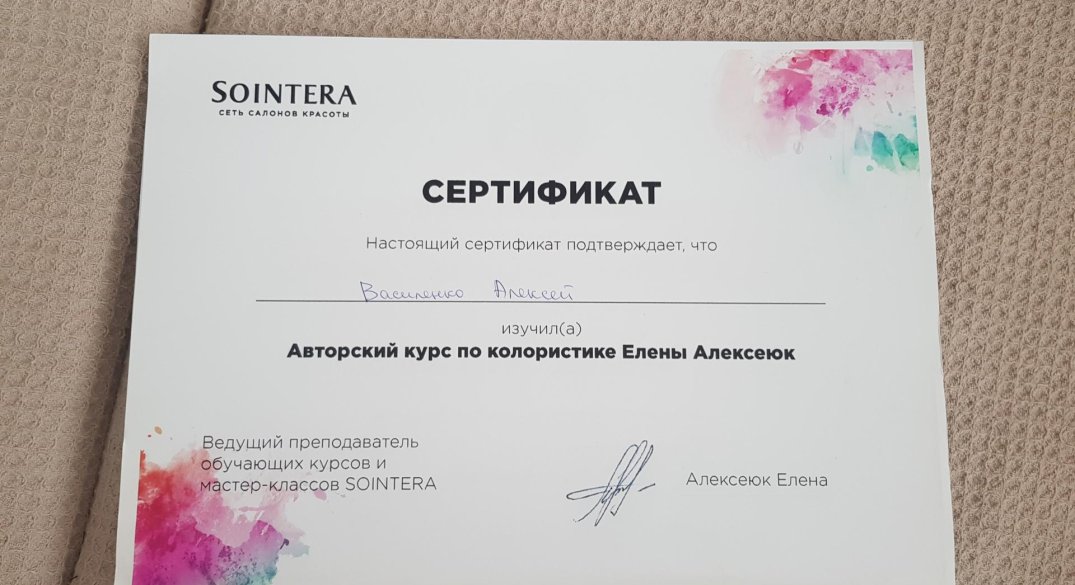 SOINTERA
СЕТЬ САЛОНОВ КРАСОТЫ
СЕРТИФИКАТ
Настоящий сертификат подтверждает, что
Василенко Алексей
изучил(а)
Авторский курс по колористике Елены Алексеюк
Ведущий преподаватель
обучающих курсов и
мастер-классов SOINTERA
Алексеюк Елена